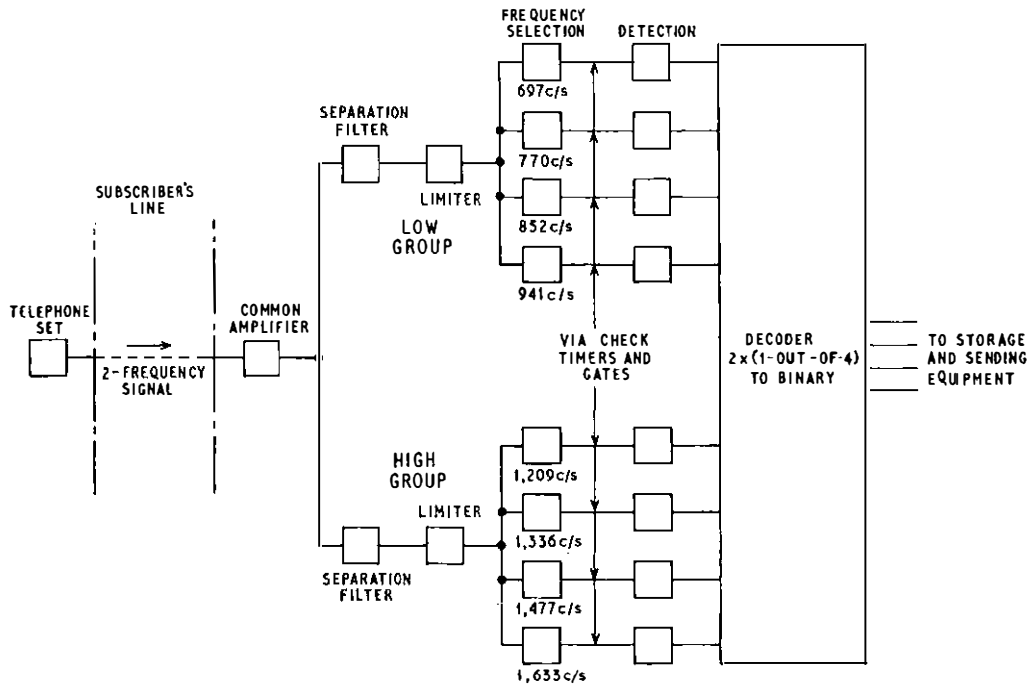 FREQUENCY
SELECTION
DETECTION
697c/s
SEPARATION
FILTER
770c/s
SUBSCRIBER'S
LINE
LIMITER
LOW
GROUP
852c/s
941c/s
TELEPHONE
SET
COMMON
AMPLIFIER
2-FREQUENCY
SIGNAL
VIA CHECK
TIMERS AND
GATES
DECODER
2x(1-OUT-OF-4)
TO BINARY
TO STORAGE
AND SENDING
EQUIPMENT
HIGH
GROUP
1,209c/s
LIMITER
1,336c/s
SEPARATION
FILTER
1,477c/s
1,633c/s